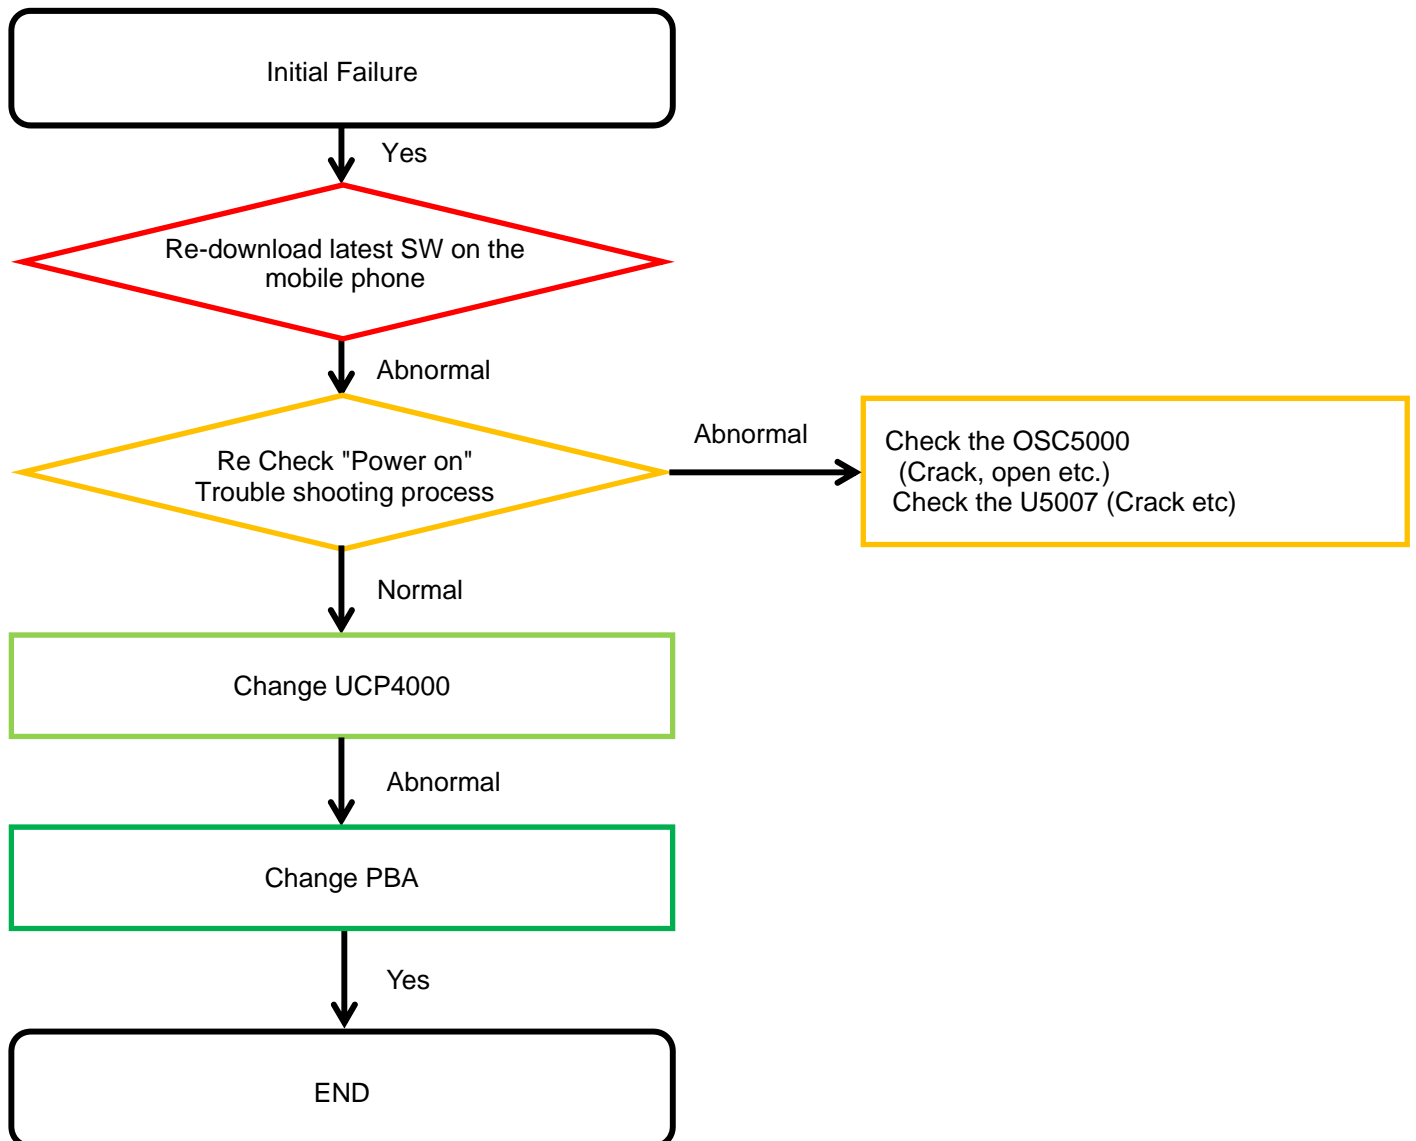 Initial Failure
Yes
Re-download latest SW on the
mobile phone
Abnormal
Re Check "Power on"
Trouble shooting process
Abnormal
Check the OSC5000
(Crack, open etc.)
Check the U5007 (Crack etc)
Normal
Change UCP4000
Abnormal
Change PBA
Yes
END